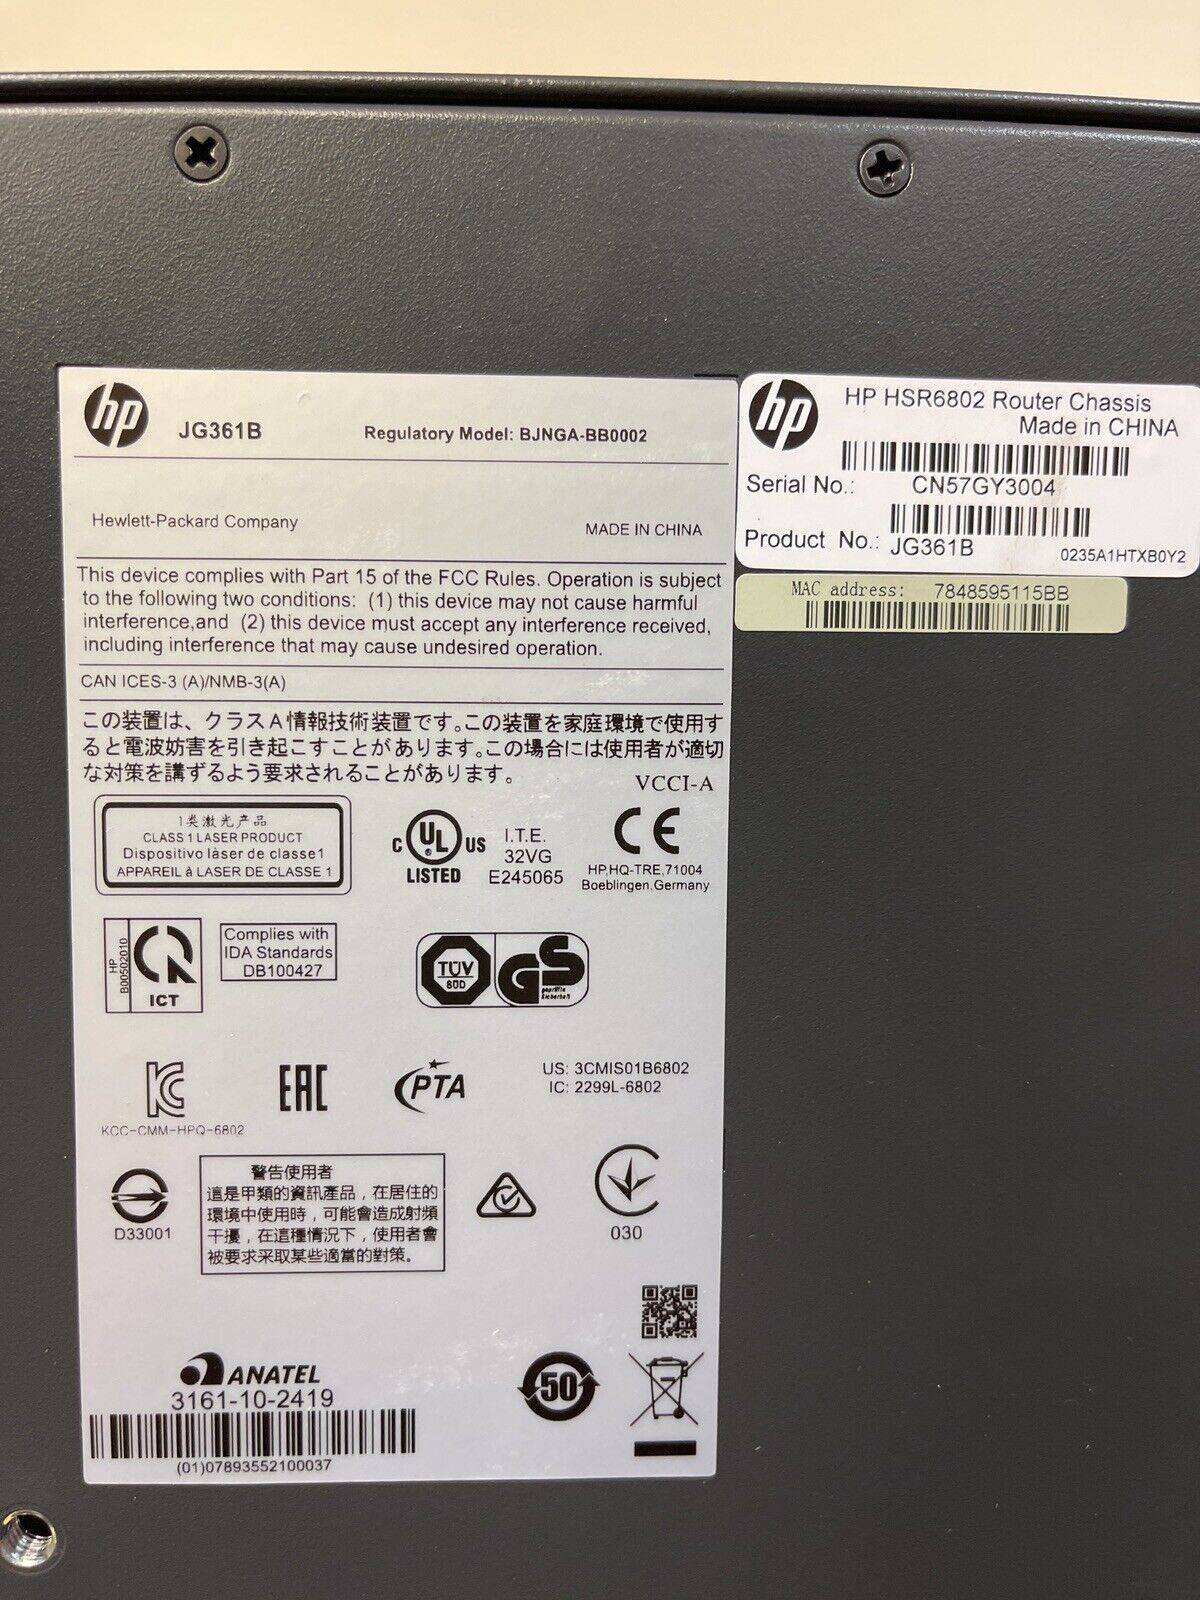 hp
JG361B
Regulatory Model: BJNGA-BB0002
Hewlett-Packard Company
MADE IN CHINA
This device complies with Part 15 of the FCC Rules. Operation is subject
to the following two conditions: (1) this device may not cause harmful
interference,and (2) this device must accept any interference received,
including interference that may cause undesired operation.
CAN ICES-3 (A)/NMB-3(A)
この装置は、クラスA情報技術装置です。この装置を家庭環境で使用す
ると電波妨害を引き起こすことがあります。この場合には使用者が適切
な対策を講ずるよう要求されることがあります。
VCCI-A
1类激光产品
CLASS 1 LASER PRODUCT
Dispositivo làser de classe1
APPAREIL à LASER DE CLASSE 1
C UL US
LISTED
I.T.E.
32VG
E245065
CE
HP,HQ-TRE,71004
Boeblingen,Germany
HP
B00502010
ICT
Complies with
IDA Standards
DB100427
TÜV
SÜD
GS
geprüfte
Sicherheit
KC
KCC-CMM-HPQ-6802
EAC
PTA
US: 3CMIS01B6802
IC: 2299L-6802
D33001
警告使用者
這是甲類的資訊產品，在居住的
環境中使用時，可能會造成射頻
干擾，在這種情況下，使用者會
被要求采取某些適當的對策。
030
ANATEL
3161-10-2419
(01)07893552100037
50
hp
HP HSR6802 Router Chassis
Made in CHINA
Serial No.: CN57GY3004
Product No.: JG361B
0235A1HTXB0Y2
MAC address: 7848595115BB